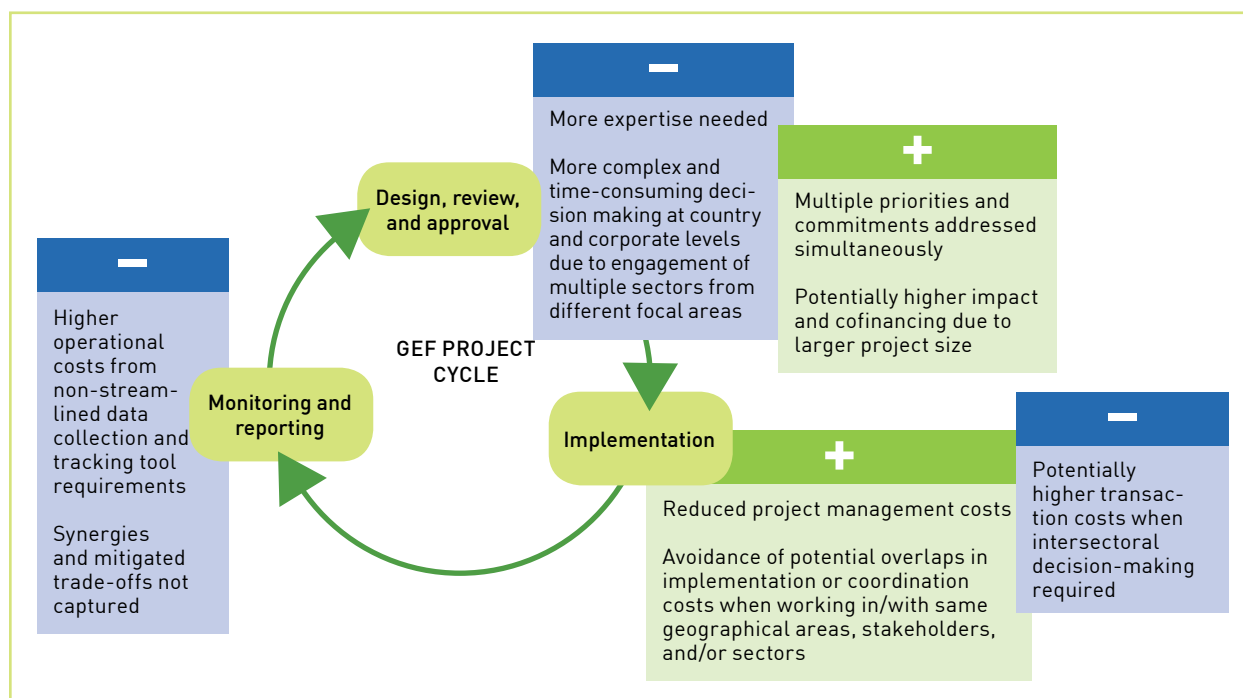 –
More expertise needed
More complex and
time-consuming deci-
sion making at country
and corporate levels
due to engagement of
multiple sectors from
different focal areas
+
Multiple priorities and
commitments addressed
simultaneously
Potentially higher impact
and cofinancing due to
larger project size
Design, review,
and approval
–
Higher
operational
costs from
non-stream-
lined data
collection and
tracking tool
requirements
Synergies
and mitigated
trade-offs not
captured
GEF PROJECT
CYCLE
Monitoring and
reporting
Implementation
+
Reduced project management costs
Avoidance of potential overlaps in
implementation or coordination
costs when working in/with same
geographical areas, stakeholders,
and/or sectors
–
Potentially
higher transac-
tion costs when
intersectoral
decision-making
required